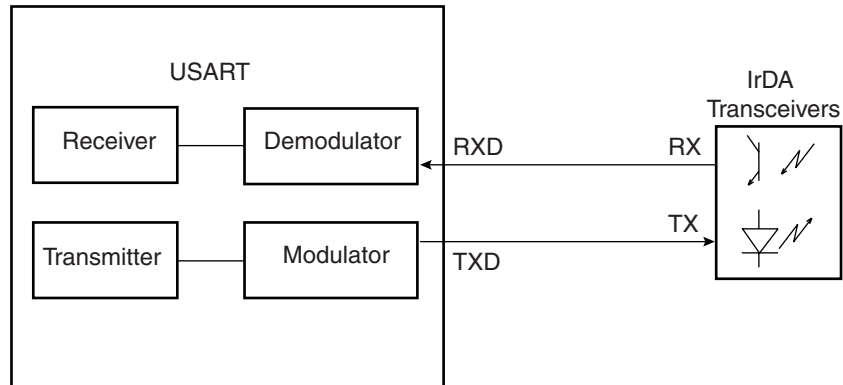 USART
IrDA
Transceivers
Receiver
Demodulator
RXD
RX
Transmitter
Modulator
TX
TXD